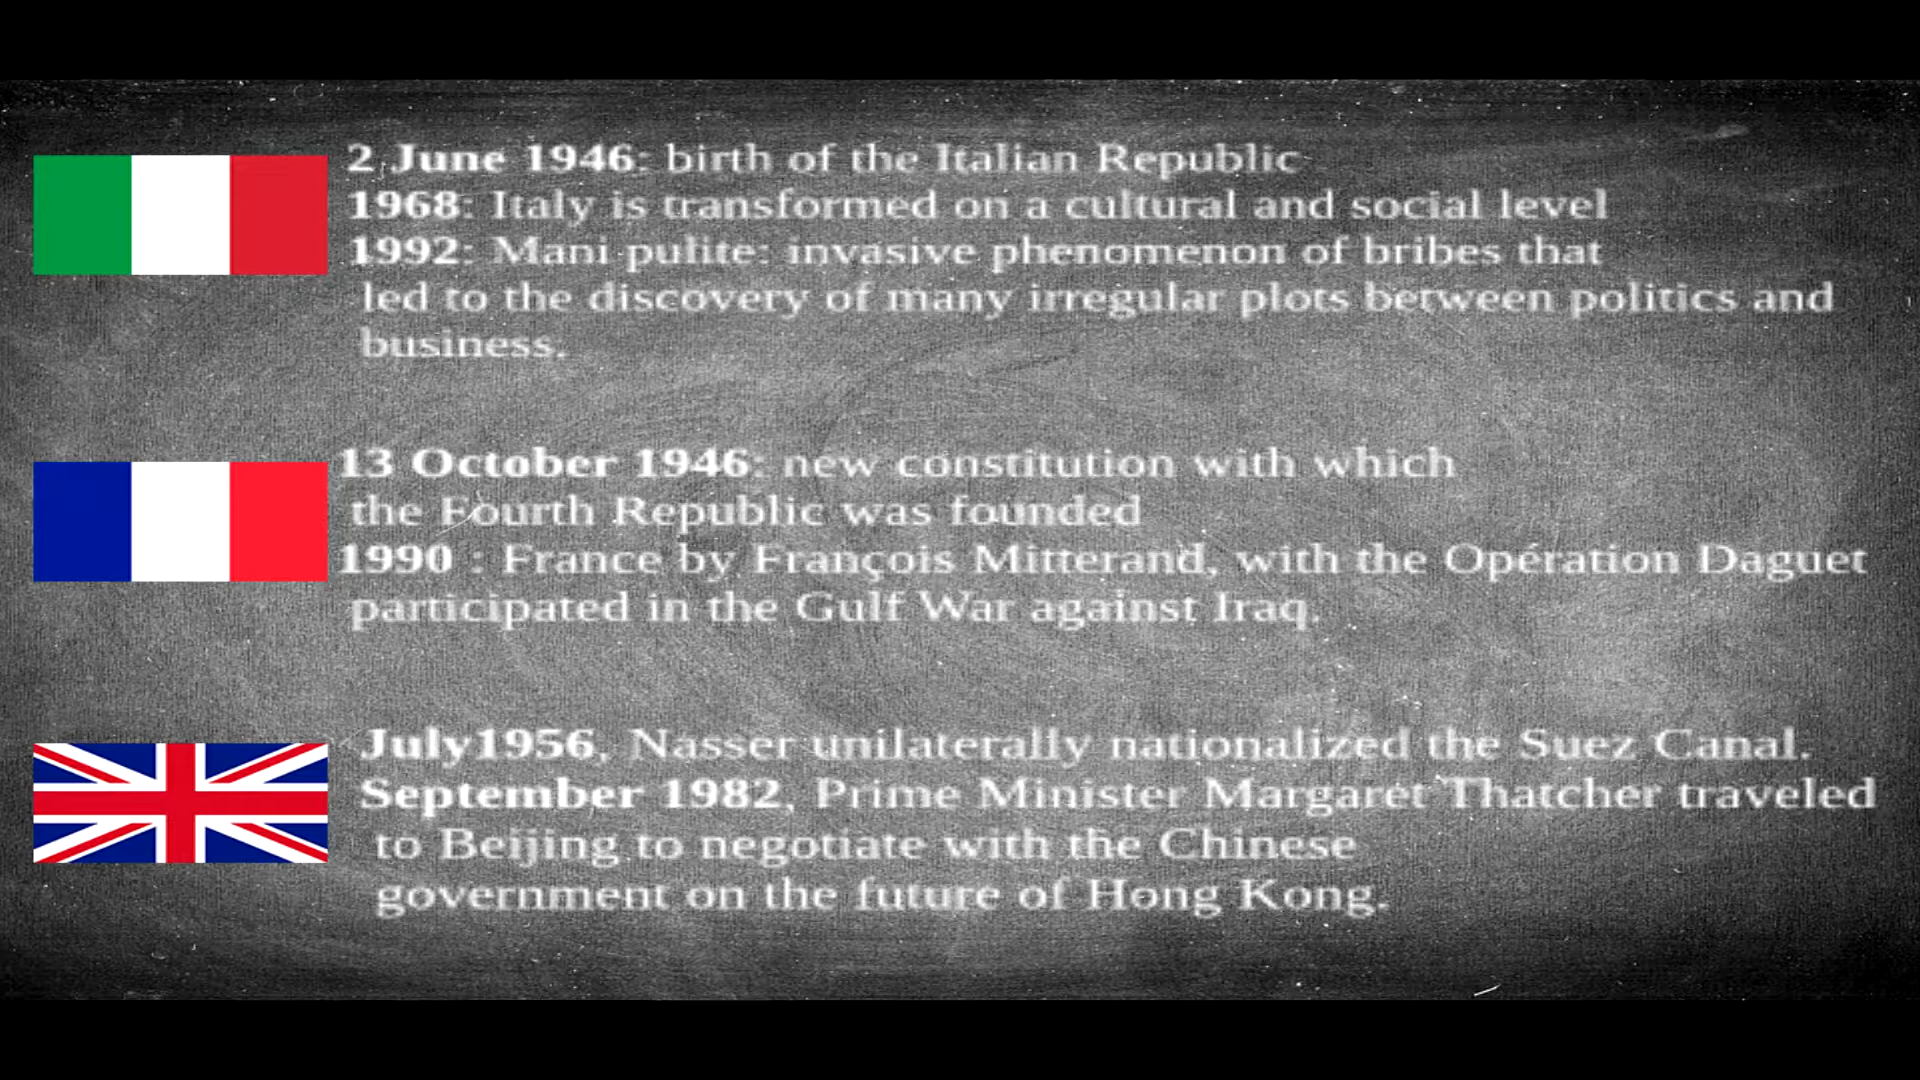 2 June 1946: birth of the Italian Republic
1968: Italy is transformed on a cultural and social level
1992: Mani pulite: invasive phenomenon of bribes that
led to the discovery of many irregular plots between politics and
business.
13 October 1946: new constitution with which
the Fourth Republic was founded
1990 : France by François Mitterand, with the Opération Daguet
participated in the Gulf War against Iraq.
July1956, Nasser unilaterally nationalized the Suez Canal.
September 1982, Prime Minister Margaret Thatcher traveled
to Beijing to negotiate with the Chinese
government on the future of Hong Kong.